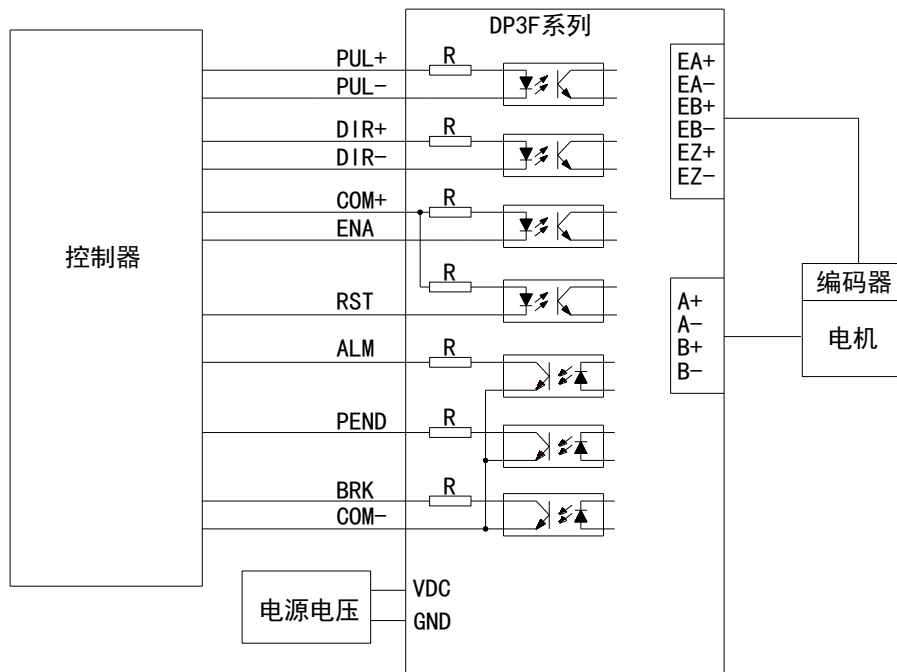 DP3F系列
控制器
PUL+
R
PUL-
DIR+
R
DIR-
COM+
R
ENA
R
RST
ALM
R
PEND
R
BRK
R
COM-
EA+
EA-
EB+
EB-
EZ+
EZ-
编码器
电机
A+
A-
B+
B-
电源电压
VDC
GND